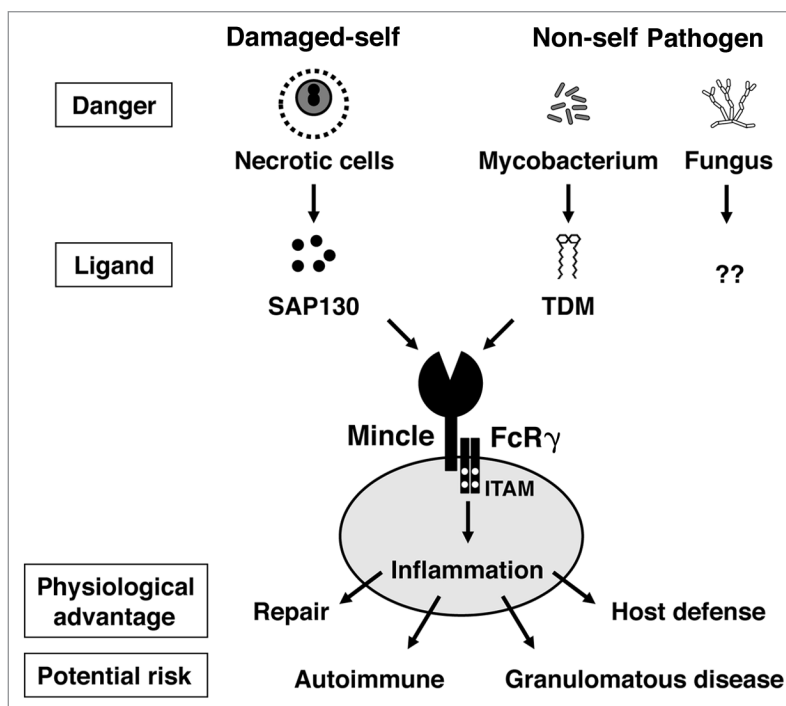 Damaged-self
Non-self Pathogen
Danger
Necrotic cells
Mycobacterium
Fungus
Ligand
??
SAP130
TDM
Mincle
FcRγ
ITAM
Inflammation
Physiological
advantage
Repair
Host defense
Potential risk
Autoimmune
Granulomatous disease